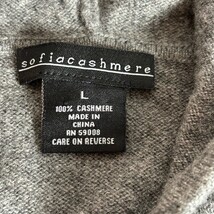 sofiacashmere
L
100% CASHMERE
MADE IN
CHINA
RN 59008
CARE ON REVERSE